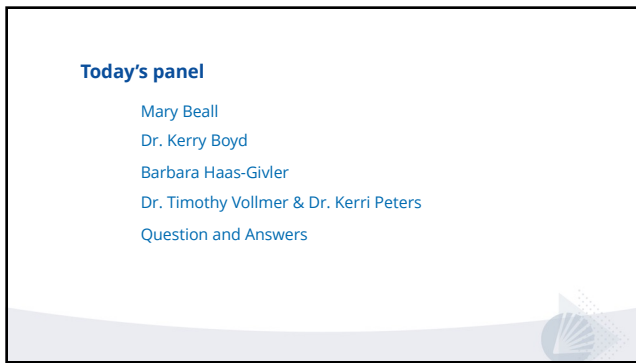 Today’s panel
Mary Beall
Dr. Kerry Boyd
Barbara Haas-Givler
Dr. Timothy Vollmer & Dr. Kerri Peters
Question and Answers